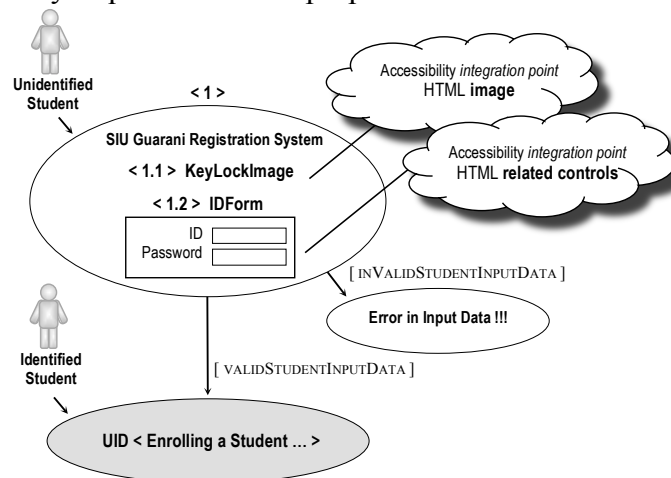 Unidentified
Student
< 1 >
SIU Guarani Registration System
< 1.1 > KeyLockImage
< 1.2 > IDForm
ID
Password
Accessibility integration point
HTML image
Accessibility integration point
HTML related controls
[ INVALIDSTUDENTINPUTDATA ]
Error in Input Data !!!
Identified
Student
[ VALIDSTUDENTINPUTDATA ]
UID < Enrolling a Student … >